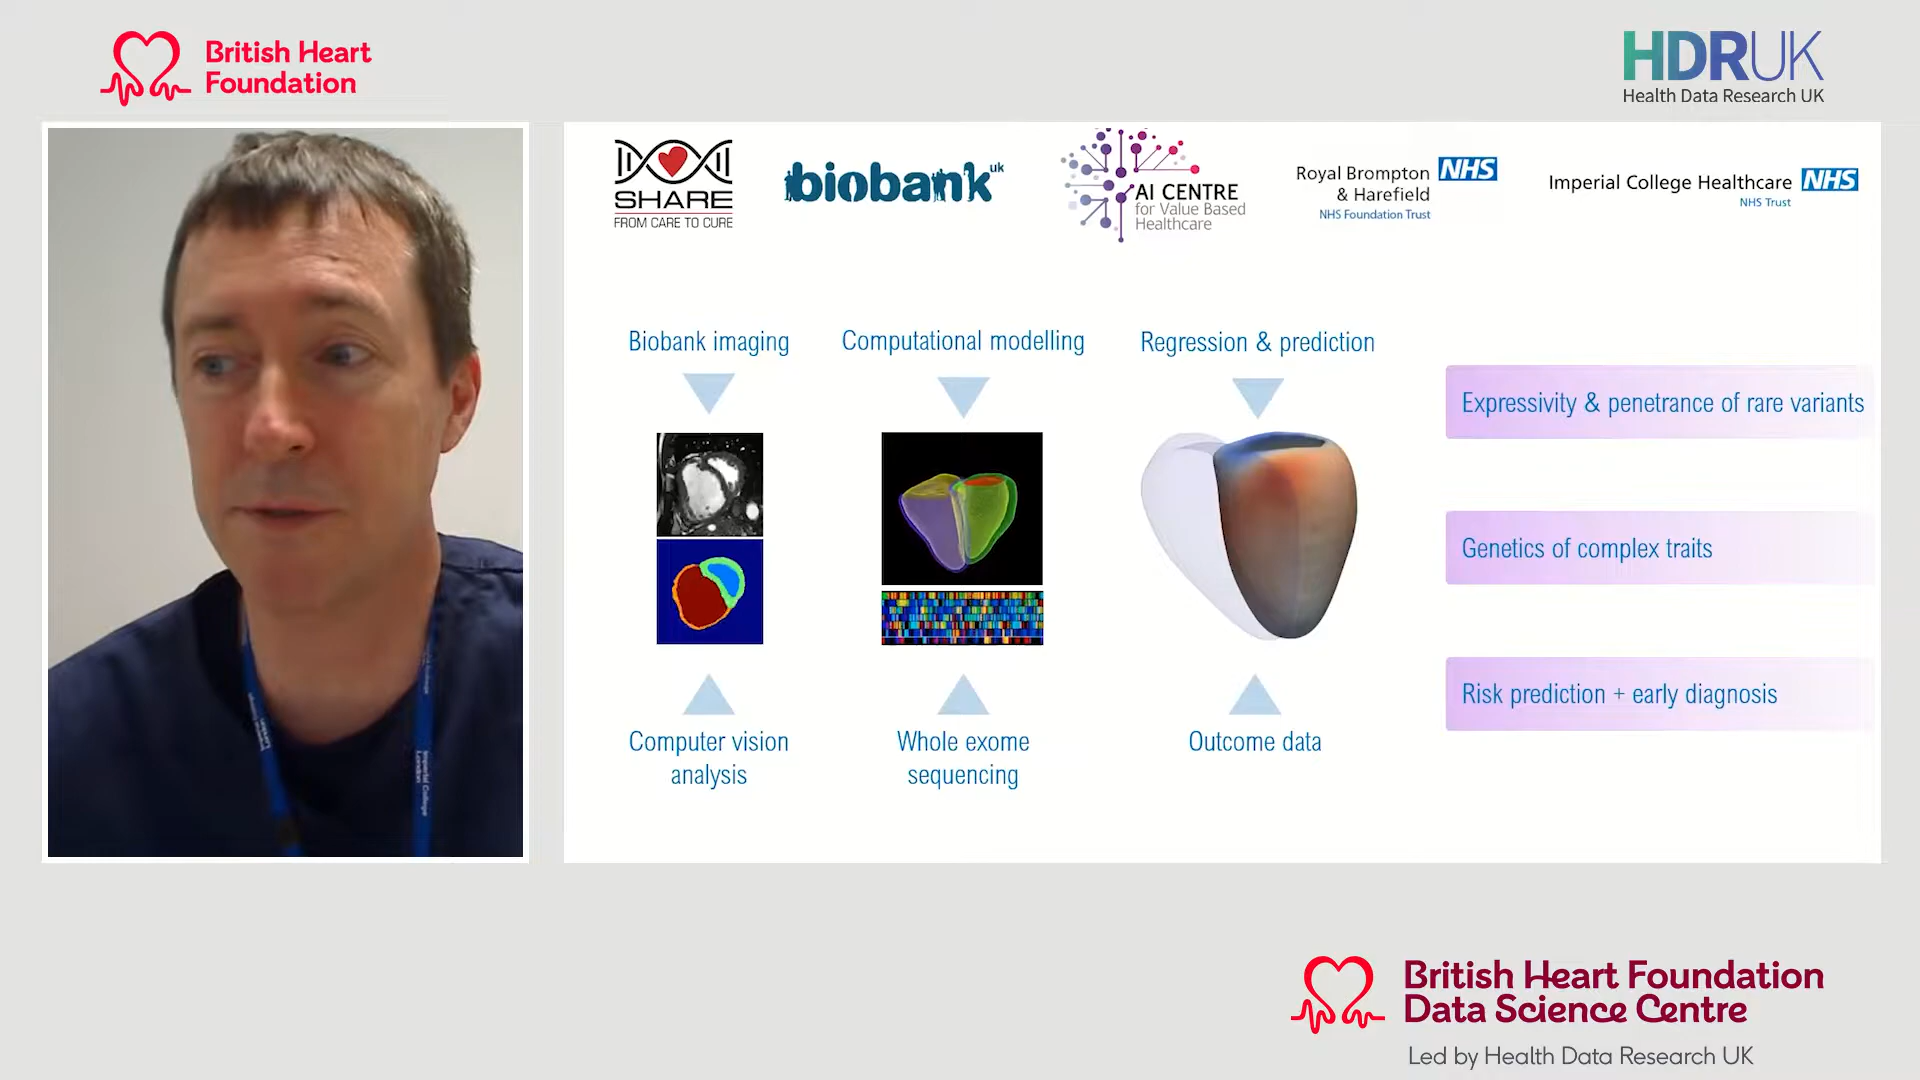 British Heart
Foundation
HDRUK
Health Data Research UK
SHARE
FROM CARE TO CURE
biobank uk
AI CENTRE
for Value Based
Healthcare
Royal Brompton
& Harefield
NHS
NHS Foundation Trust
Imperial College Healthcare
NHS
NHS Trust
Biobank imaging
Computational modelling
Regression & prediction
Expressivity & penetrance of rare variants
Genetics of complex traits
Risk prediction + early diagnosis
Computer vision
analysis
Whole exome
sequencing
Outcome data
Imperial College
London
British Heart Foundation
Data Science Centre
Led by Health Data Research UK